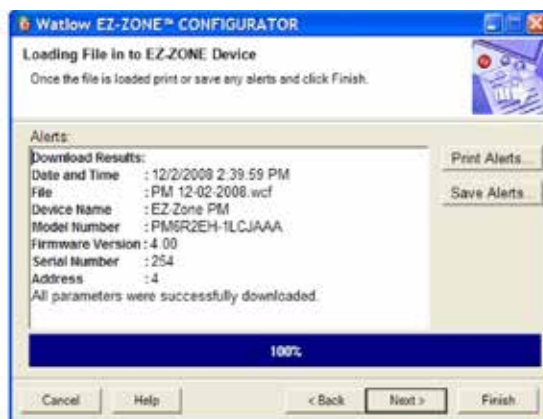 Watlow EZ-ZONE™ CONFIGURATOR
Loading File in to EZ-ZONE Device
Once the file is loaded print or save any alerts and click Finish.
Alerts:
Download Results:
Date and Time : 12/2/2008 2:39:59 PM
File : PM 12-02-2008.wcf
Device Name : EZ-Zone PM
Model Number : PM6R2EH-1LCJAAA
Firmware Version : 4.00
Serial Number : 254
Address : 4
All parameters were successfully downloaded.
Print Alerts...
Save Alerts...
100%
Cancel Help < Back Next > Finish